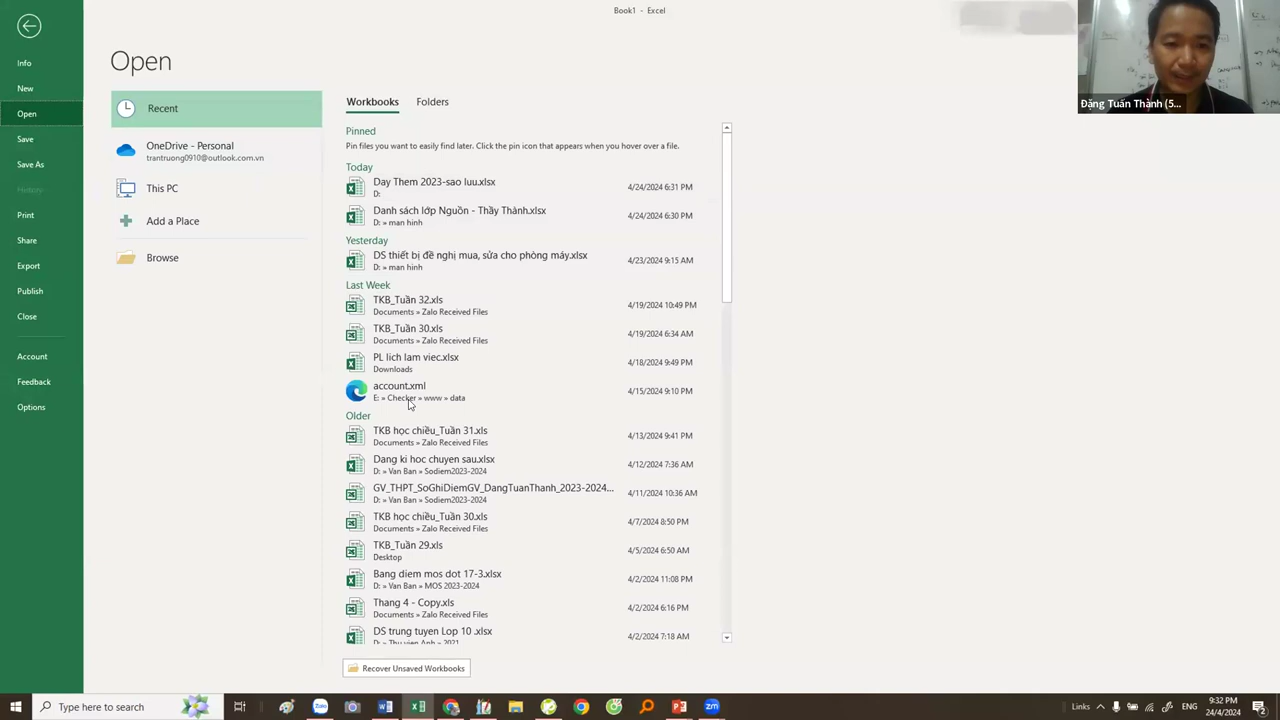 Book1 - Excel
Info
New
Open
Save
Save As
History
Print
Share
Export
Publish
Close
Account
Feedback
Options
Open
Recent
OneDrive - Personal
trantruong0910@outlook.com.vn
This PC
Add a Place
Browse
Workbooks Folders
Pinned
Pin files you want to easily find later. Click the pin icon that appears when you hover over a file.
Today
Day Them 2023-sao luu.xlsx 4/24/2024 6:31 PM
D:
Danh sách lớp Nguồn - Thầy Thành.xlsx 4/24/2024 6:30 PM
D: » man hinh
Yesterday
DS thiết bị đề nghị mua, sửa cho phòng máy.xlsx 4/23/2024 9:15 AM
D: » man hinh
Last Week
TKB_Tuần 32.xls 4/19/2024 10:49 PM
Documents » Zalo Received Files
TKB_Tuần 30.xls 4/19/2024 6:34 AM
Documents » Zalo Received Files
PL lich lam viec.xlsx 4/18/2024 9:49 PM
Downloads
account.xml 4/15/2024 9:10 PM
E: » Checker » www » data
Older
TKB học chiều_Tuần 31.xls 4/13/2024 9:41 PM
Documents » Zalo Received Files
Dang ki hoc chuyen sau.xlsx 4/12/2024 7:36 AM
D: » Van Ban » Sodiem2023-2024
GV_THPT_SoGhiDiemGV_DangTuanThanh_2023-2024... 4/11/2024 10:36 AM
D: » Van Ban » Sodiem2023-2024
TKB học chiều_Tuần 30.xls 4/7/2024 8:50 PM
Documents » Zalo Received Files
TKB_Tuần 29.xls 4/5/2024 6:50 AM
Desktop
Bang diem mos dot 17-3.xlsx 4/2/2024 11:08 PM
D: » Van Ban » MOS 2023-2024
Thang 4 - Copy.xls 4/2/2024 6:16 PM
Documents » Zalo Received Files
DS trung tuyen Lop 10 .xlsx 4/2/2024 7:18 AM
D: » Thu vien Anh » 2021
Recover Unsaved Workbooks
Đặng Tuấn Thành (5...
Type here to search
Links
9:32 PM
24/4/2024